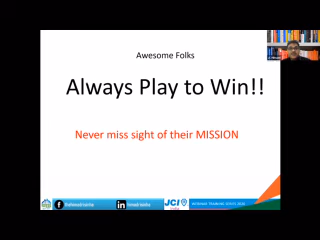 Awesome Folks
Always Play to Win!!
Never miss sight of their MISSION
JCI